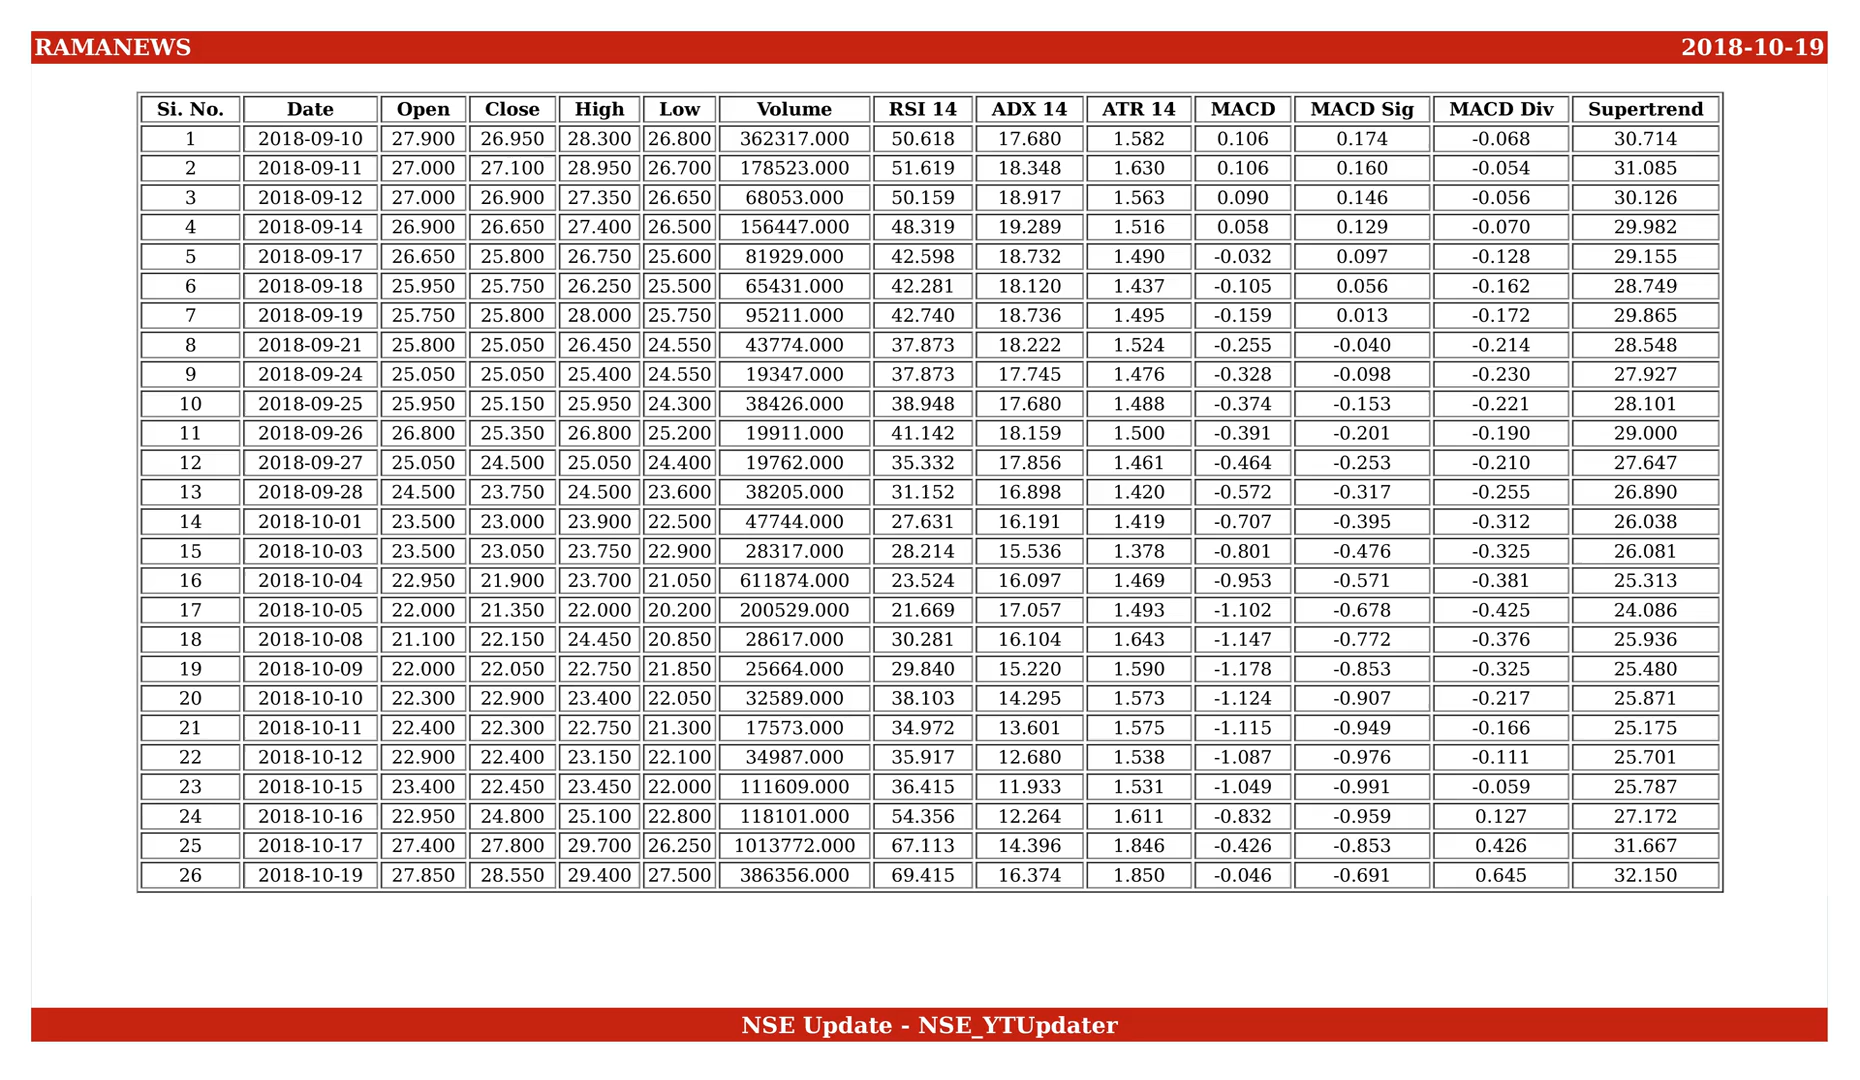 RAMANEWS 2018-10-19
Si. No. Date Open Close High Low Volume RSI 14 ADX 14 ATR 14 MACD MACD Sig MACD Div Supertrend
1 2018-09-10 27.900 26.950 28.300 26.800 362317.000 50.618 17.680 1.582 0.106 0.174 -0.068 30.714
2 2018-09-11 27.000 27.100 28.950 26.700 178523.000 51.619 18.348 1.630 0.106 0.160 -0.054 31.085
3 2018-09-12 27.000 26.900 27.350 26.650 68053.000 50.159 18.917 1.563 0.090 0.146 -0.056 30.126
4 2018-09-14 26.900 26.650 27.400 26.500 156447.000 48.319 19.289 1.516 0.058 0.129 -0.070 29.982
5 2018-09-17 26.650 25.800 26.750 25.600 81929.000 42.598 18.732 1.490 -0.032 0.097 -0.128 29.155
6 2018-09-18 25.950 25.750 26.250 25.500 65431.000 42.281 18.120 1.437 -0.105 0.056 -0.162 28.749
7 2018-09-19 25.750 25.800 28.000 25.750 95211.000 42.740 18.736 1.495 -0.159 0.013 -0.172 29.865
8 2018-09-21 25.800 25.050 26.450 24.550 43774.000 37.873 18.222 1.524 -0.255 -0.040 -0.214 28.548
9 2018-09-24 25.050 25.050 25.400 24.550 19347.000 37.873 17.745 1.476 -0.328 -0.098 -0.230 27.927
10 2018-09-25 25.950 25.150 25.950 24.300 38426.000 38.948 17.680 1.488 -0.374 -0.153 -0.221 28.101
11 2018-09-26 26.800 25.350 26.800 25.200 19911.000 41.142 18.159 1.500 -0.391 -0.201 -0.190 29.000
12 2018-09-27 25.050 24.500 25.050 24.400 19762.000 35.332 17.856 1.461 -0.464 -0.253 -0.210 27.647
13 2018-09-28 24.500 23.750 24.500 23.600 38205.000 31.152 16.898 1.420 -0.572 -0.317 -0.255 26.890
14 2018-10-01 23.500 23.000 23.900 22.500 47744.000 27.631 16.191 1.419 -0.707 -0.395 -0.312 26.038
15 2018-10-03 23.500 23.050 23.750 22.900 28317.000 28.214 15.536 1.378 -0.801 -0.476 -0.325 26.081
16 2018-10-04 22.950 21.900 23.700 21.050 611874.000 23.524 16.097 1.469 -0.953 -0.571 -0.381 25.313
17 2018-10-05 22.000 21.350 22.000 20.200 200529.000 21.669 17.057 1.493 -1.102 -0.678 -0.425 24.086
18 2018-10-08 21.100 22.150 24.450 20.850 28617.000 30.281 16.104 1.643 -1.147 -0.772 -0.376 25.936
19 2018-10-09 22.000 22.050 22.750 21.850 25664.000 29.840 15.220 1.590 -1.178 -0.853 -0.325 25.480
20 2018-10-10 22.300 22.900 23.400 22.050 32589.000 38.103 14.295 1.573 -1.124 -0.907 -0.217 25.871
21 2018-10-11 22.400 22.300 22.750 21.300 17573.000 34.972 13.601 1.575 -1.115 -0.949 -0.166 25.175
22 2018-10-12 22.900 22.400 23.150 22.100 34987.000 35.917 12.680 1.538 -1.087 -0.976 -0.111 25.701
23 2018-10-15 23.400 22.450 23.450 22.000 111609.000 36.415 11.933 1.531 -1.049 -0.991 -0.059 25.787
24 2018-10-16 22.950 24.800 25.100 22.800 118101.000 54.356 12.264 1.611 -0.832 -0.959 0.127 27.172
25 2018-10-17 27.400 27.800 29.700 26.250 1013772.000 67.113 14.396 1.846 -0.426 -0.853 0.426 31.667
26 2018-10-19 27.850 28.550 29.400 27.500 386356.000 69.415 16.374 1.850 -0.046 -0.691 0.645 32.150
NSE Update - NSE_YTUpdater